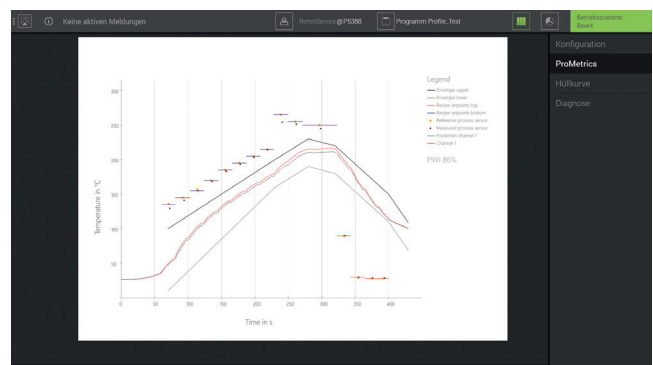 Keine aktiven Meldungen
RehmService@P5388
Programm: Profile_Test
Betriebszustand
Bereit
Konfiguration
ProMetrics
Hüllkurve
Diagnose
Legend
Envelope upper
Envelope lower
Recipe setpoints top
Recipe setpoints bottom
Reference process sensor
Measured process sensor
Prediction channel 1
Channel 1
PWI 86%
Temperature in °C
300
250
200
150
100
50
0 50 100 150 200 250 300 350 400
Time in s